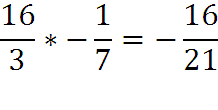 16/3 * − 1/7 = − 16/21